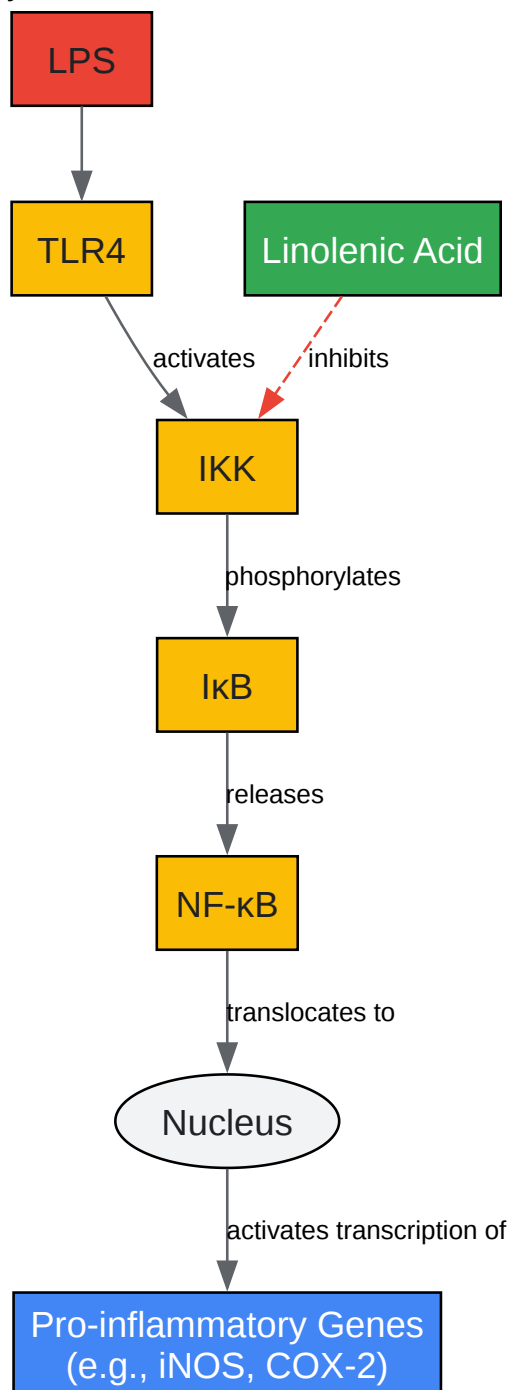 LPS
TLR4
Linolenic Acid
activates
inhibits
IKK
phosphorylates
IκB
releases
NF-κB
translocates to
Nucleus
activates transcription of
Pro-inflammatory Genes
(e.g., iNOS, COX-2)